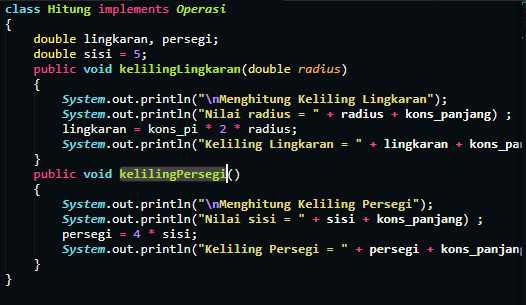 class Hitung implements Operasi
{
double lingkaran, persegi;
double sisi = 5;
public void kelilingLingkaran(double radius)
{
System.out.println("\nMenghitung Keliling Lingkaran");
System.out.println("Nilai radius = " + radius + kons_panjang) ;
lingkaran = kons_pi * 2 * radius;
System.out.println("Keliling Lingkaran = " + lingkaran + kons_pan
}
public void kelilingPersegi()
{
System.out.println("\nMenghitung Keliling Persegi");
System.out.println("Nilai sisi = " + sisi + kons_panjang) ;
persegi = 4 * sisi;
System.out.println("Keliling Persegi = " + persegi + kons_panjang
}
}